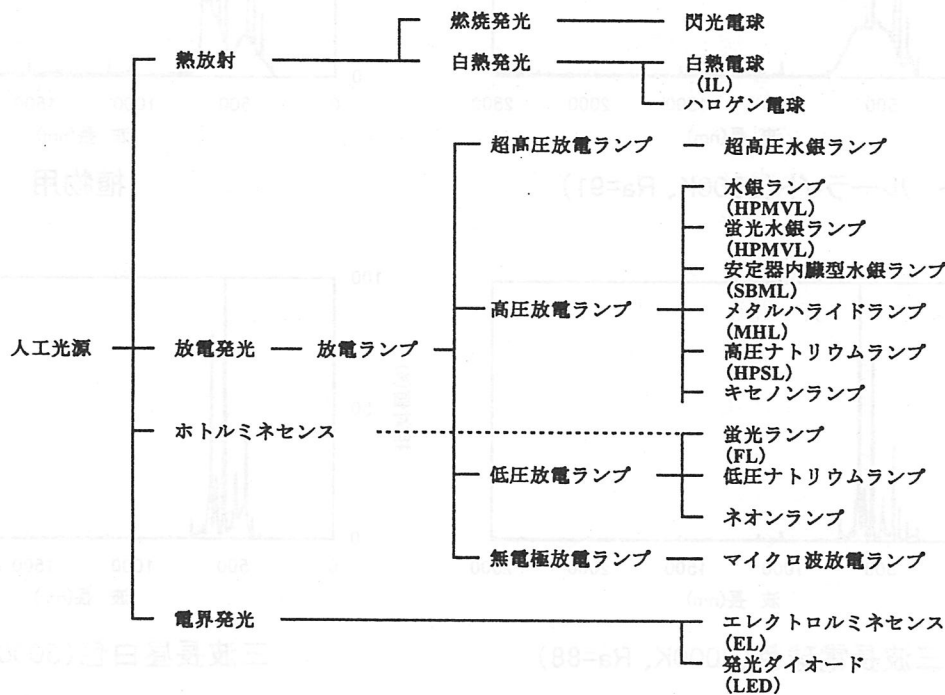 燃焼発光 閃光電球
熱放射 白熱発光 白熱電球
(IL)
ハロゲン電球
超高圧放電ランプ 超高圧水銀ランプ
水銀ランプ
(HPMVL)
蛍光水銀ランプ
(HPMVL)
安定器内臓型水銀ランプ
(SBML)
高圧放電ランプ メタルハライドランプ
(MHL)
人工光源 放電発光 放電ランプ 高圧ナトリウムランプ
(HPSL)
キセノンランプ
ホトルミネセンス 蛍光ランプ
(FL)
低圧放電ランプ 低圧ナトリウムランプ
ネオンランプ
無電極放電ランプ マイクロ波放電ランプ
電界発光 エレクトロルミネセンス
(EL)
発光ダイオード
(LED)